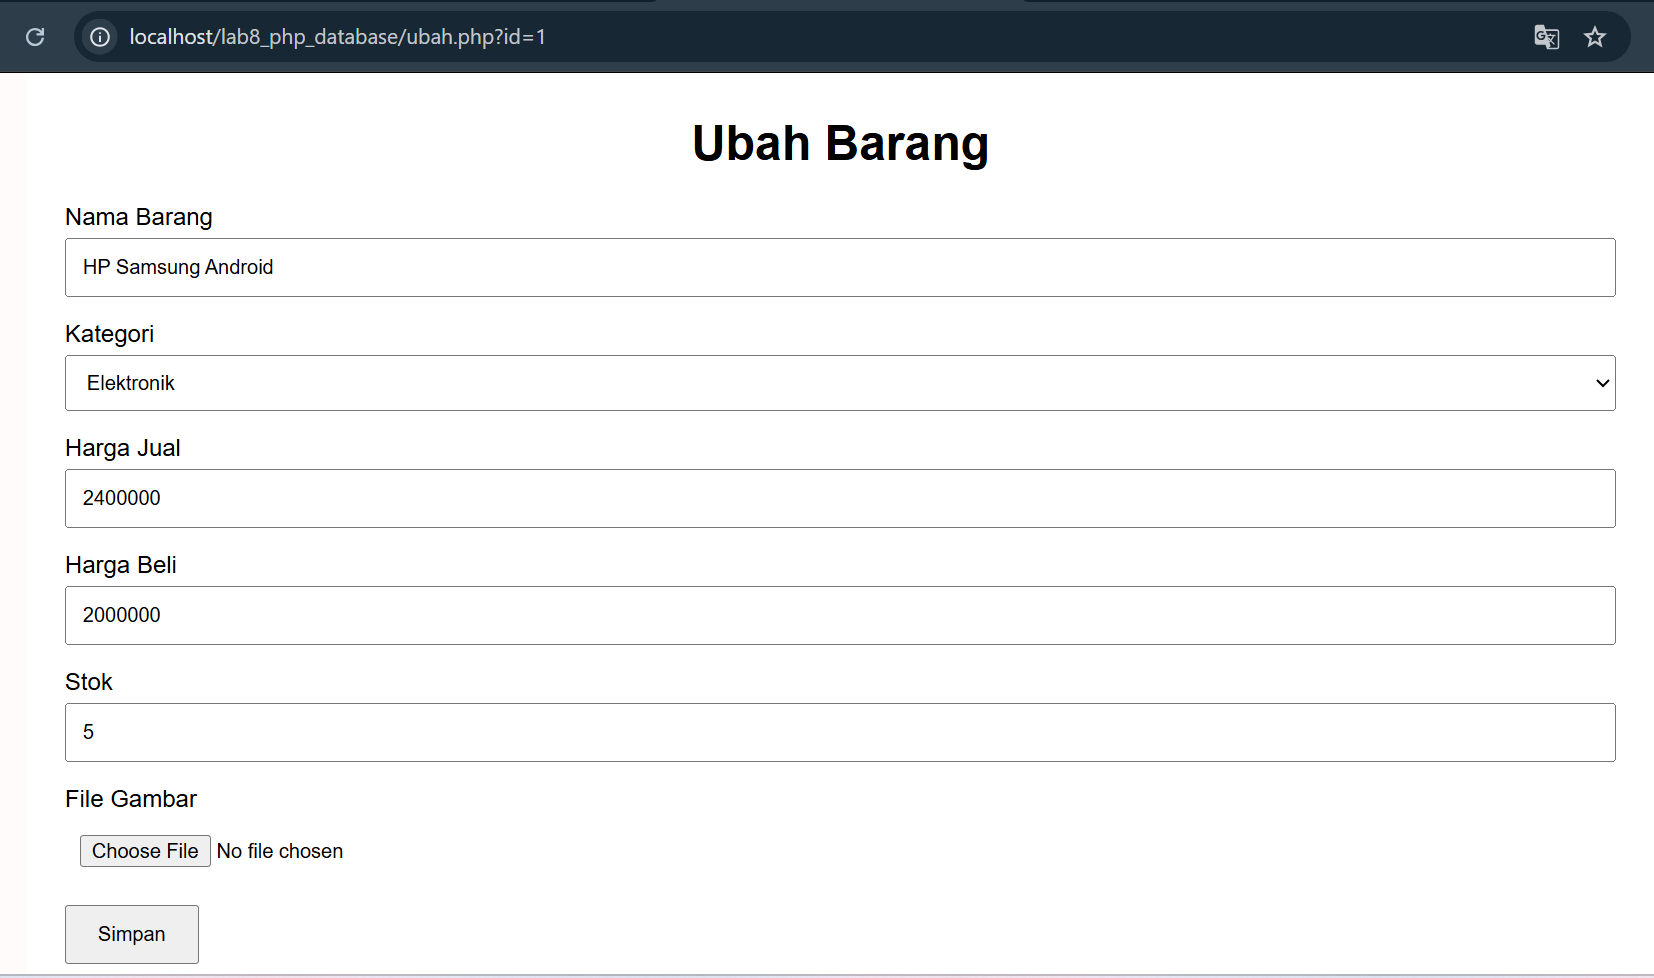 localhost/lab8_php_database/ubah.php?id=1
Ubah Barang
Nama Barang
HP Samsung Android
Kategori
Elektronik
Harga Jual
2400000
Harga Beli
2000000
Stok
5
File Gambar
Choose File No file chosen
Simpan